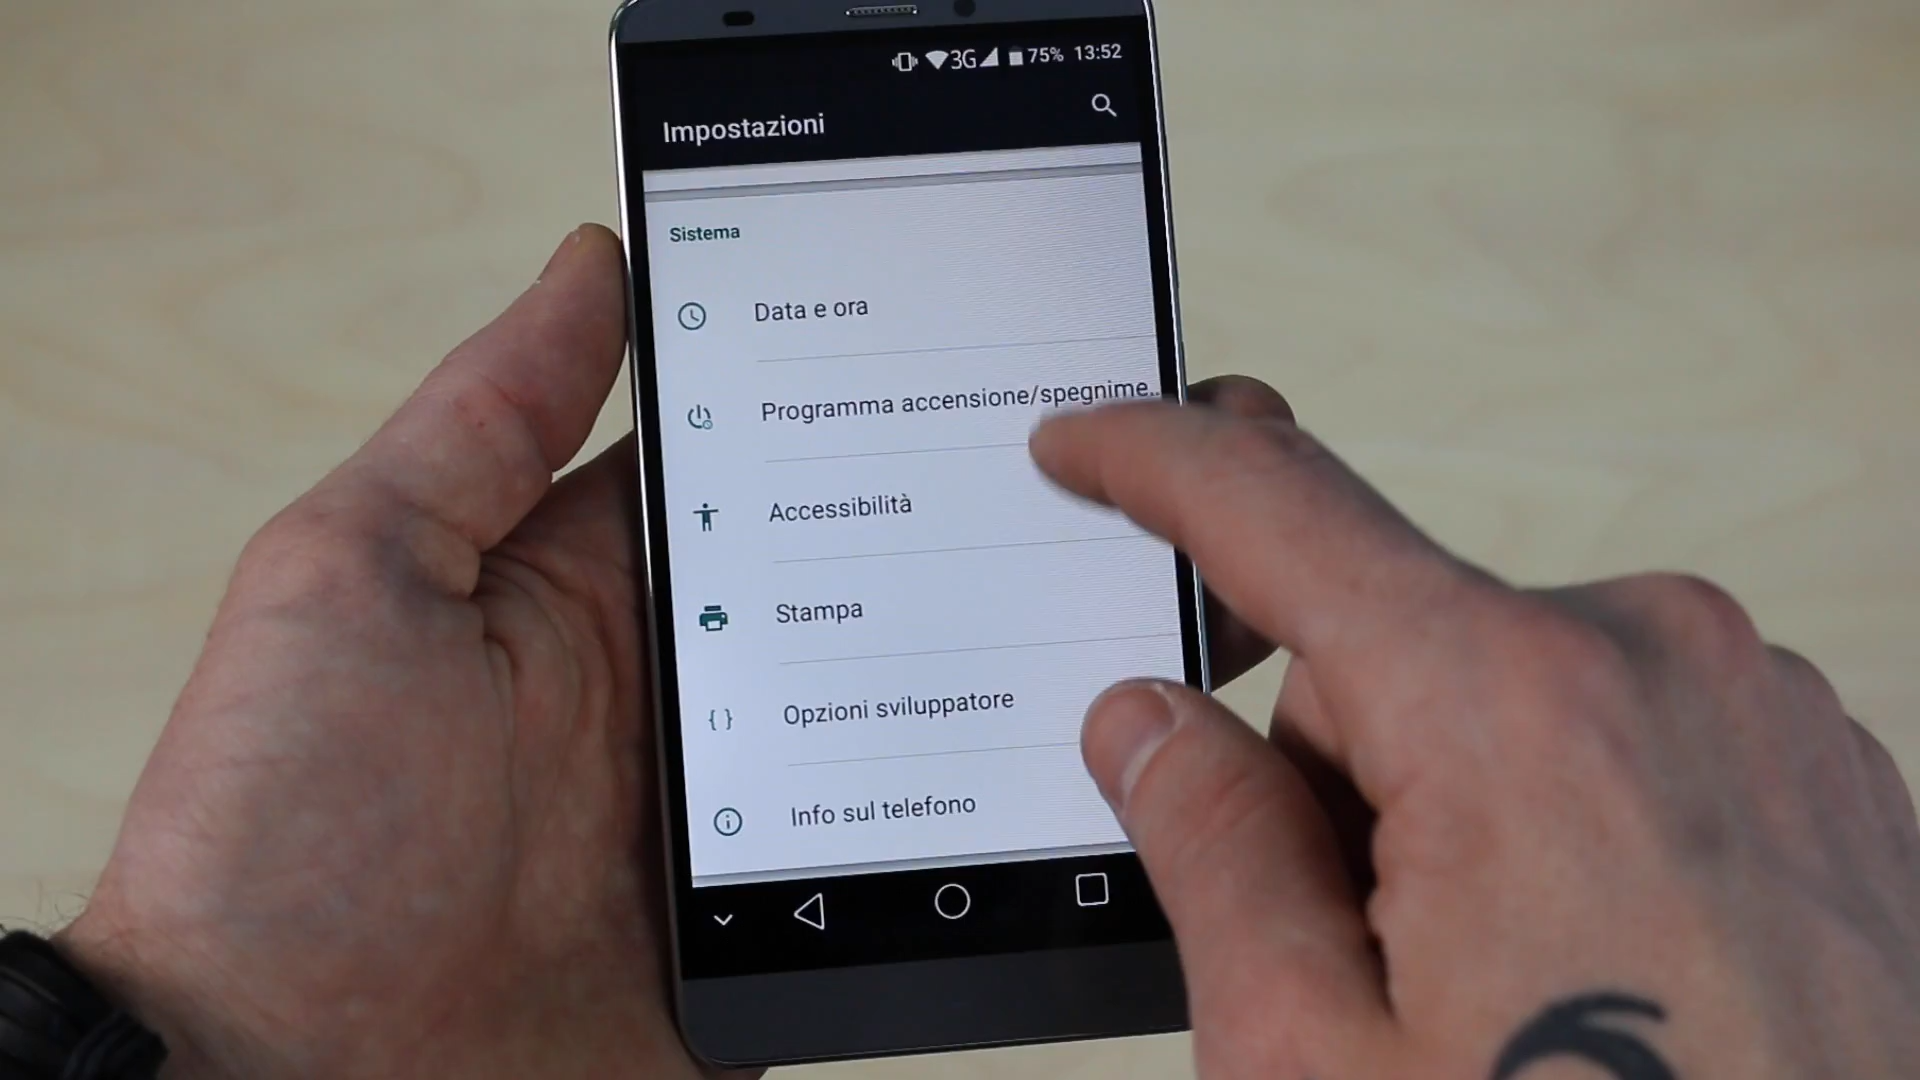 3G 75% 13:52
Impostazioni
Sistema
Data e ora
Programma accensione/spegnime..
Accessibilità
Stampa
{ } Opzioni sviluppatore
Info sul telefono